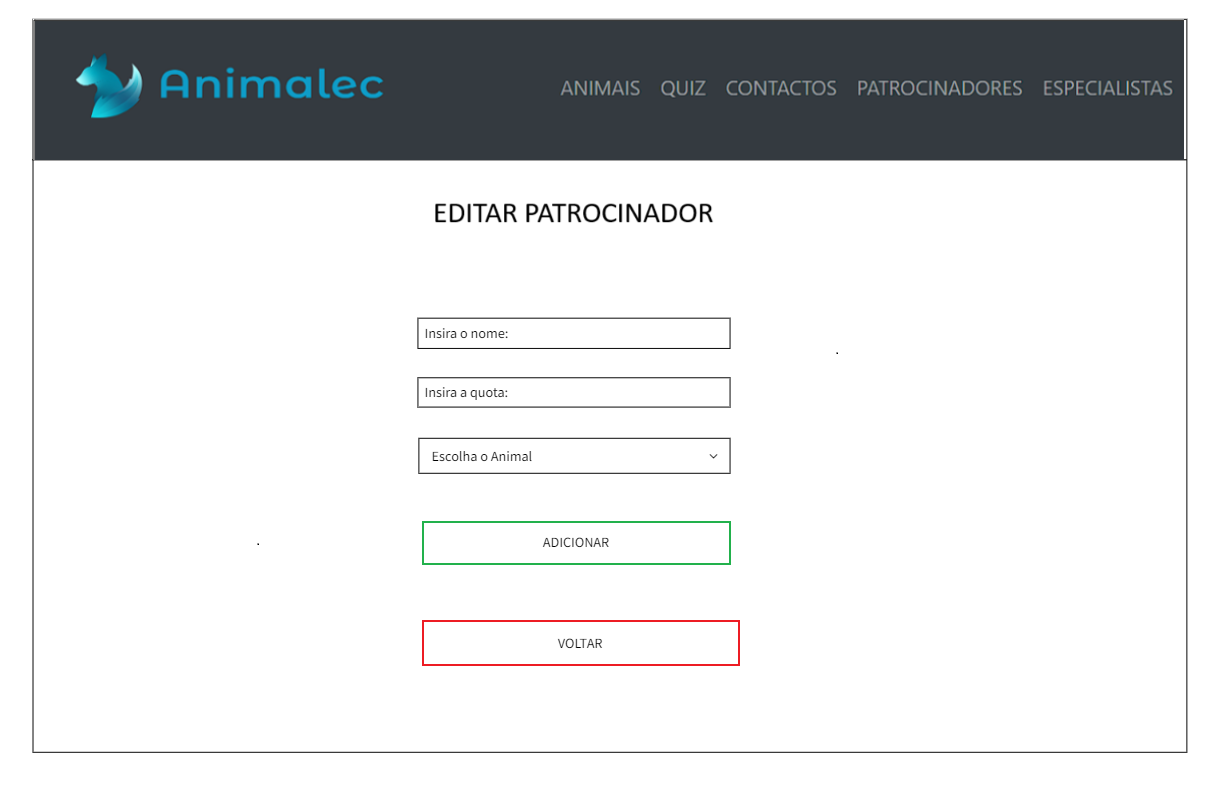 Animalec
ANIMAIS QUIZ CONTACTOS PATROCINADORES ESPECIALISTAS
EDITAR PATROCINADOR
Insira o nome:
.
Insira a quota:
Escolha o Animal
ADICIONAR
.
VOLTAR